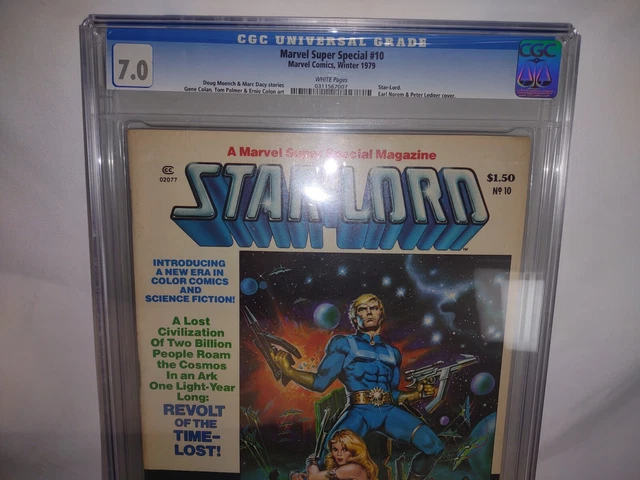 CGC UNIVERSAL GRADE
7.0
Marvel Super Special #10
Marvel Comics, Winter 1979
WHITE Pages
Doug Moench & Marc Dacy stories
Gene Colan, Tom Palmer & Ernie Colon art
0311567007
Star-Lord.
Earl Norem & Peter Ledger cover.
CGC
A Marvel Super Special Magazine
CC
02077
STAR-LORD
TM
$1.50
Nº 10
INTRODUCING
A NEW ERA IN
COLOR COMICS
AND
SCIENCE FICTION!
A Lost
Civilization
Of Two Billion
People Roam
the Cosmos
In an Ark
One Light-Year
Long:
REVOLT
OF THE
TIME-
LOST!